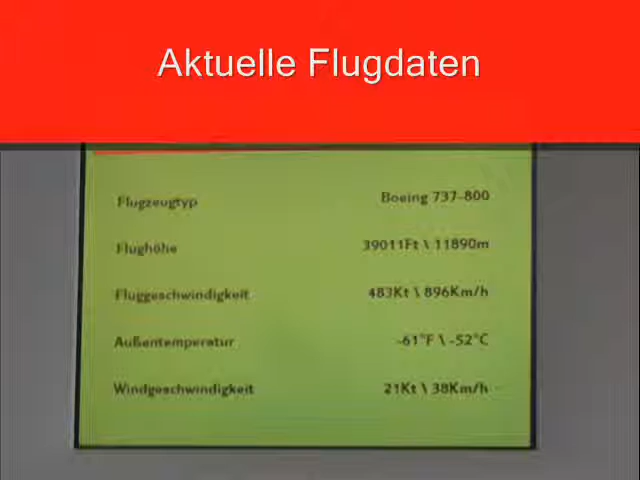 Aktuelle Flugdaten
Flugzeugtyp Boeing 737-800
Flughöhe 39011Ft \ 11890m
Fluggeschwindigkeit 483Kt \ 896Km/h
Außentemperatur -61°F \ -52°C
Windgeschwindigkeit 21Kt \ 38Km/h